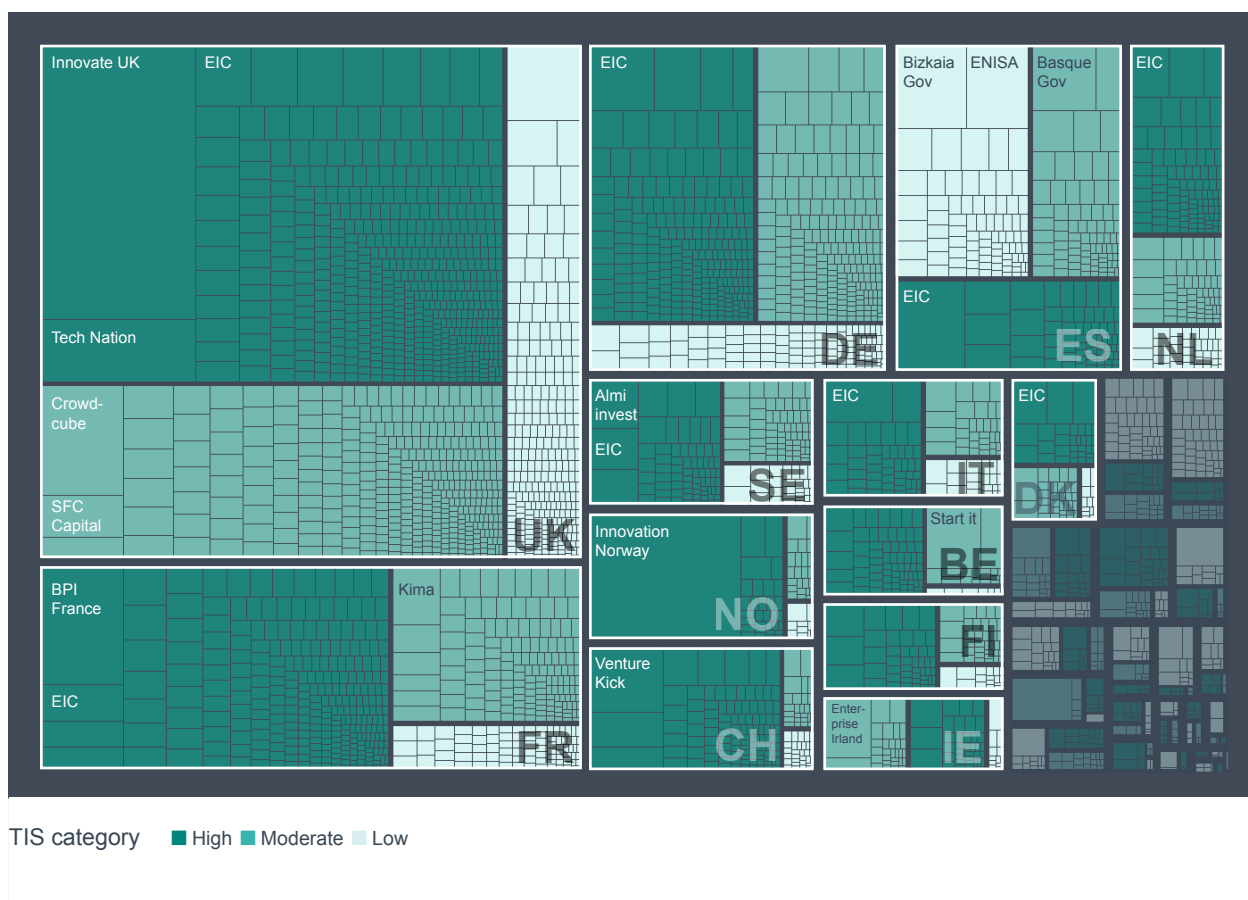 Innovate UK
EIC
Tech Nation
Crowd-
cube
SFC
Capital
UK
EIC
DE
Bizkaia
Gov
ENISA
Basque
Gov
EIC
ES
EIC
NL
Almi
invest
EIC
SE
EIC
IT
EIC
DK
Innovation
Norway
NO
Start it
BE
BPI
France
EIC
Kima
FR
Venture
Kick
CH
FI
Enter-
prise
Irland
IE
TIS category High Moderate Low